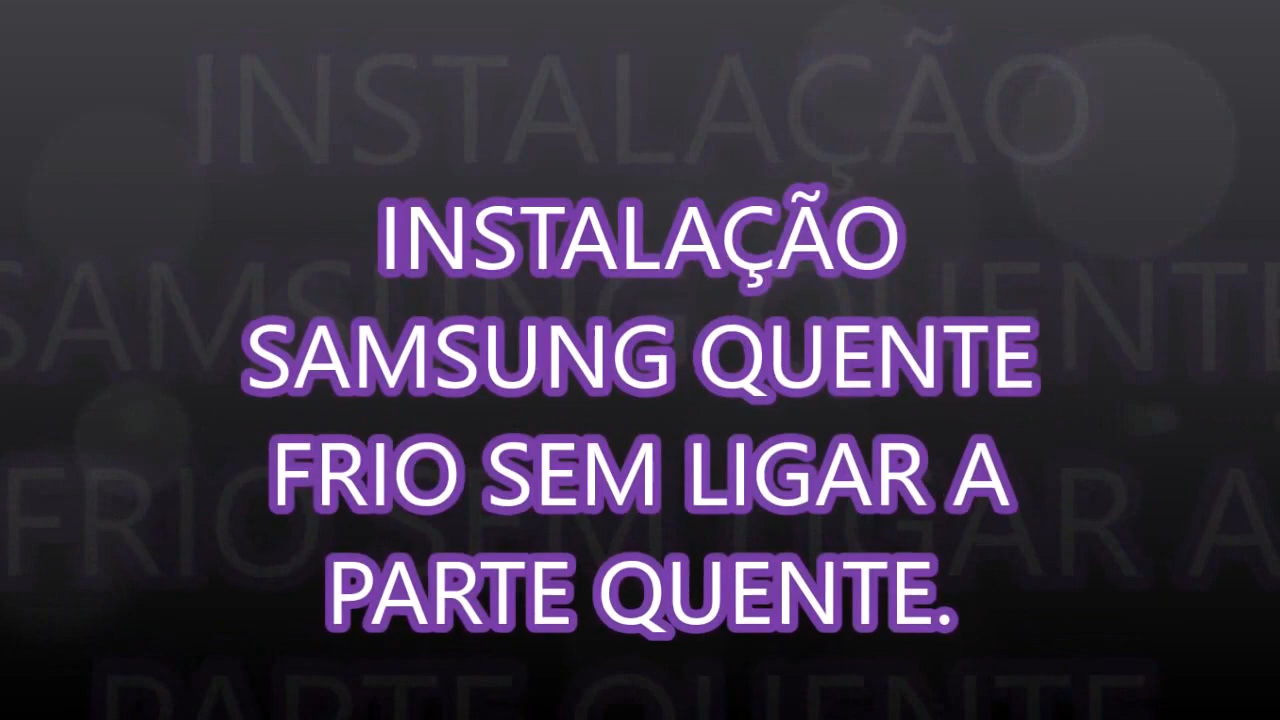 INSTALAÇÃO
SAMSUNG QUENTE
FRIO SEM LIGAR A
PARTE QUENTE.